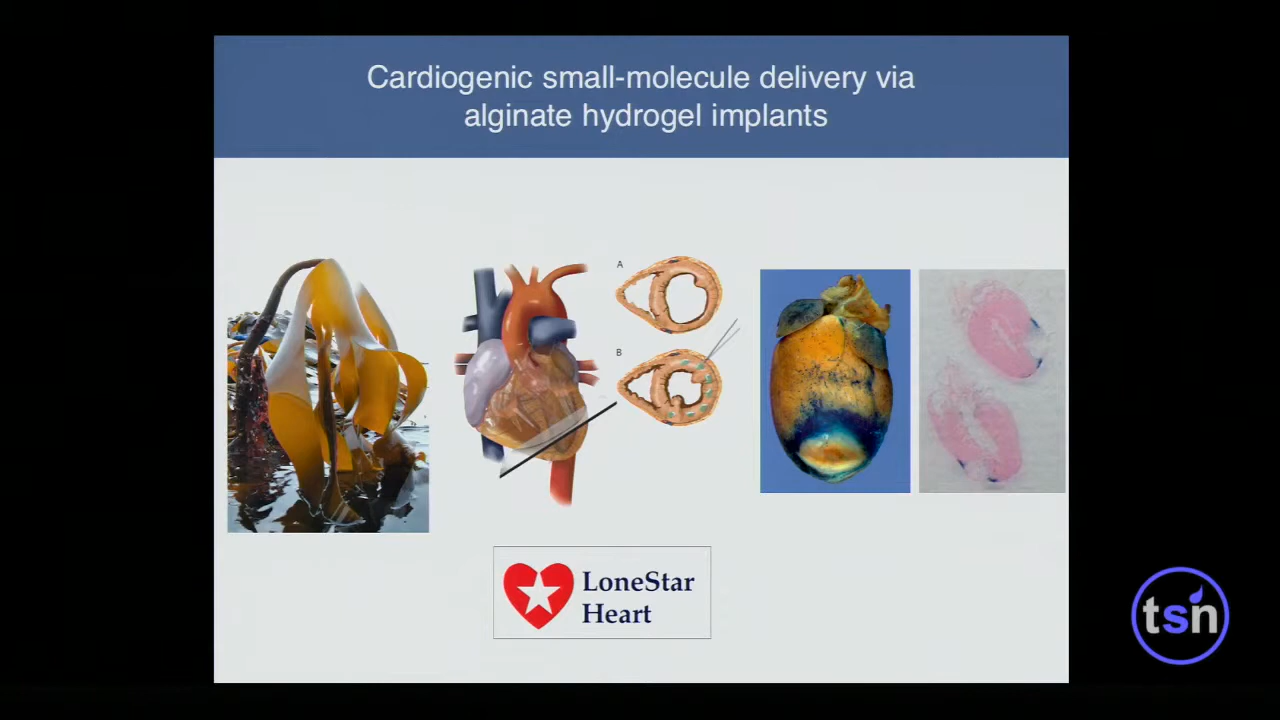 Cardiogenic small-molecule delivery via
alginate hydrogel implants
A
B
LoneStar
Heart
tsn